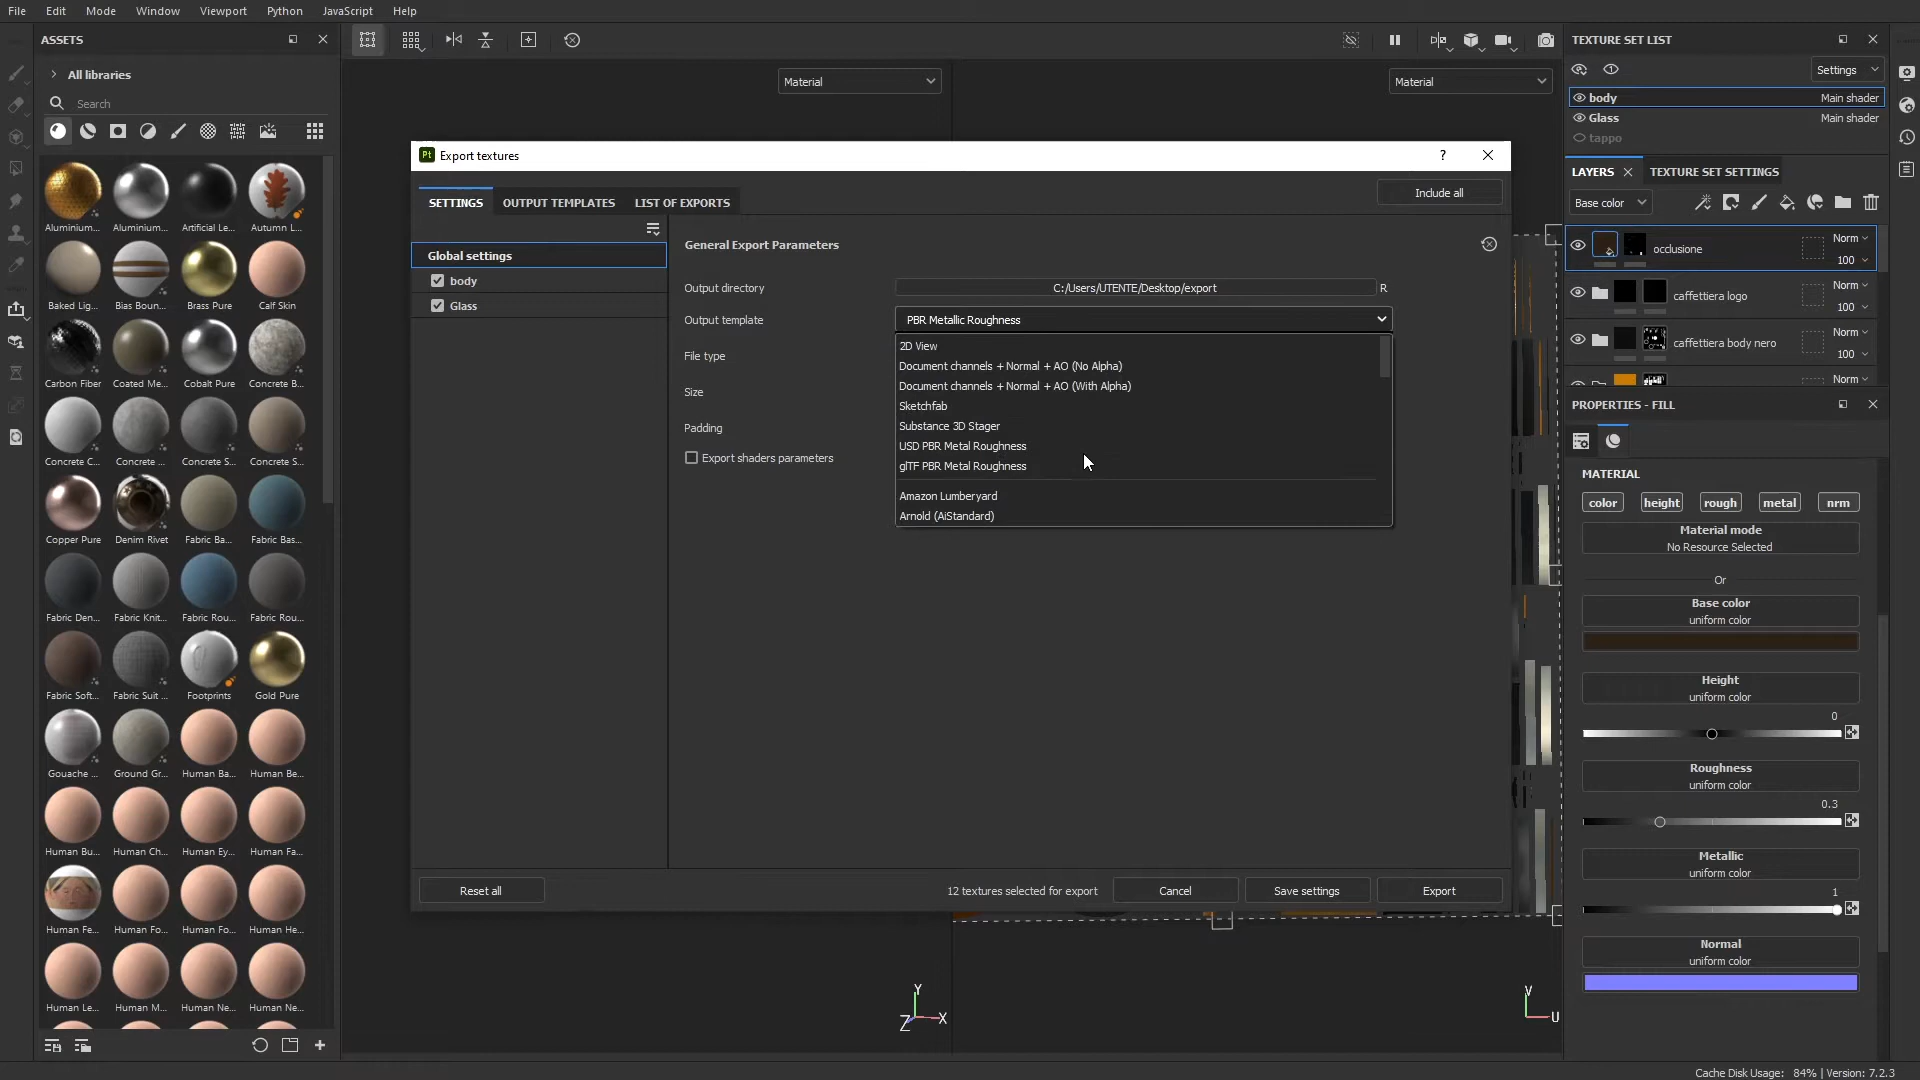 File Edit Mode Window Viewport Python JavaScript Help
ASSETS
All libraries
Search
Aluminium... Aluminium... Artificial Le... Autumn L...
Baked Lig... Bias Boun... Brass Pure Calf Skin
Carbon Fiber Coated Me... Cobalt Pure Concrete B...
Concrete C... Concrete ... Concrete S... Concrete S...
Copper Pure Denim Rivet Fabric Ba... Fabric Bas...
Fabric Den... Fabric Knit... Fabric Rou... Fabric Rou...
Fabric Soft... Fabric Suit ... Footprints Gold Pure
Gouache ... Ground Gr... Human Ba... Human Be...
Human Bu... Human Ch... Human Ey... Human Fa...
Human Fe... Human Fo... Human Fo... Human He...
Human Le... Human M... Human Ne... Human Ne...
Material
Material
Pt Export textures
?
SETTINGS OUTPUT TEMPLATES LIST OF EXPORTS
Include all
Global settings
body
Glass
General Export Parameters
Output directory C:/Users/UTENTE/Desktop/export R
Output template PBR Metallic Roughness
File type
Size
Padding
Export shaders parameters
2D View
Document channels + Normal + AO (No Alpha)
Document channels + Normal + AO (With Alpha)
Sketchfab
Substance 3D Stager
USD PBR Metal Roughness
glTF PBR Metal Roughness
Amazon Lumberyard
Arnold (AiStandard)
Reset all
12 textures selected for export
Cancel
Save settings
Export
Y
Z X
V
U
TEXTURE SET LIST
Settings
body Main shader
Glass Main shader
tappo
LAYERS TEXTURE SET SETTINGS
Base color
occlusione Norm 100
caffettiera logo Norm 100
caffettiera body nero Norm 100
Norm
PROPERTIES - FILL
MATERIAL
color height rough metal nrm
Material mode
No Resource Selected
Or
Base color
uniform color
Height
uniform color
0
Roughness
uniform color
0.3
Metallic
uniform color
1
Normal
uniform color
Cache Disk Usage: 84% | Version: 7.2.3